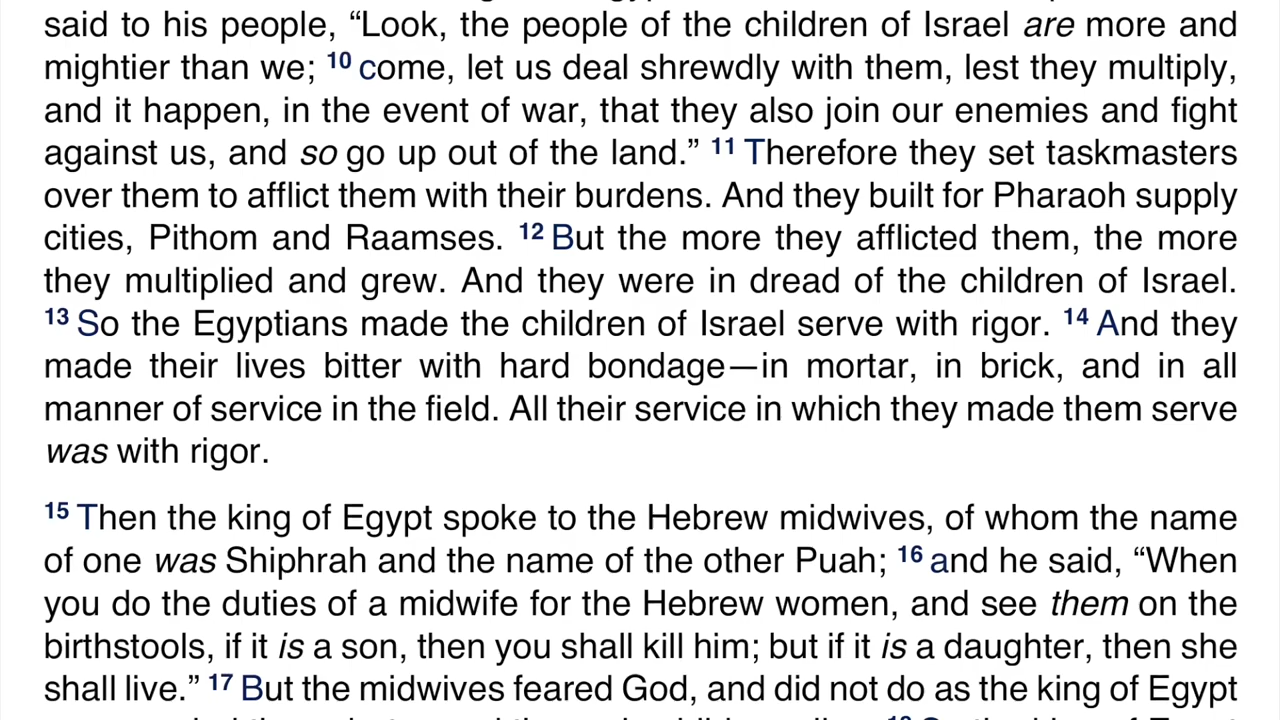 said to his people, “Look, the people of the children of Israel are more and
mightier than we; 10 come, let us deal shrewdly with them, lest they multiply,
and it happen, in the event of war, that they also join our enemies and fight
against us, and so go up out of the land.” 11 Therefore they set taskmasters
over them to afflict them with their burdens. And they built for Pharaoh supply
cities, Pithom and Raamses. 12 But the more they afflicted them, the more
they multiplied and grew. And they were in dread of the children of Israel.
13 So the Egyptians made the children of Israel serve with rigor. 14 And they
made their lives bitter with hard bondage—in mortar, in brick, and in all
manner of service in the field. All their service in which they made them serve
was with rigor.
15 Then the king of Egypt spoke to the Hebrew midwives, of whom the name
of one was Shiphrah and the name of the other Puah; 16 and he said, “When
you do the duties of a midwife for the Hebrew women, and see them on the
birthstools, if it is a son, then you shall kill him; but if it is a daughter, then she
shall live.” 17 But the midwives feared God, and did not do as the king of Egypt